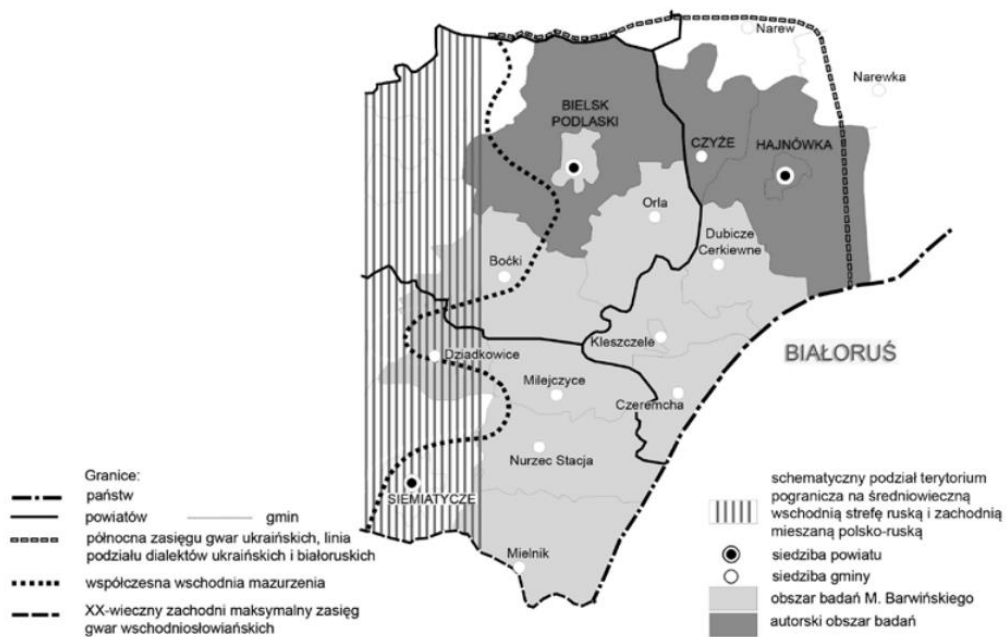 Narew
Narewka
BIELSK
PODLASKI
CZYŻE
HAJNÓWKA
Orla
Dubicze
Cerkiewne
Boćki
Kleszczele
BIAŁORUŚ
Dziadkowice
Milejczyce
Czeremcha
Nurzec Stacja
SIEMIATYCZE
Mielnik
Granice:
państw
powiatów
gmin
północna zasięgu gwar ukraińskich, linia
podziału dialektów ukraińskich i białoruskich
współczesna wschodnia mazurzenia
XX-wieczny zachodni maksymalny zasięg
gwar wschodniosłowiańskich
schematyczny podział terytorium
pogranicza na średniowieczną
wschodnią strefę ruską i zachodnią
mieszaną polsko-ruską
siedziba powiatu
siedziba gminy
obszar badań M. Barwińskiego
autorski obszar badań